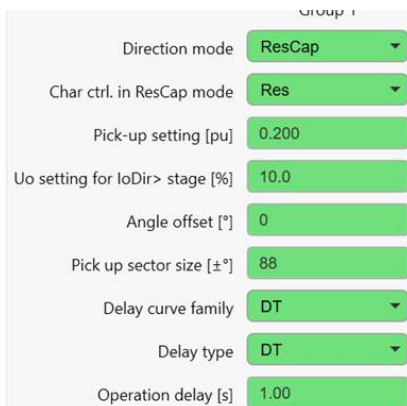 Group 1
Direction mode ResCap
Char ctrl. in ResCap mode Res
Pick-up setting [pu] 0.200
Uo setting for IoDir> stage [%] 10.0
Angle offset [°] 0
Pick up sector size [±°] 88
Delay curve family DT
Delay type DT
Operation delay [s] 1.00